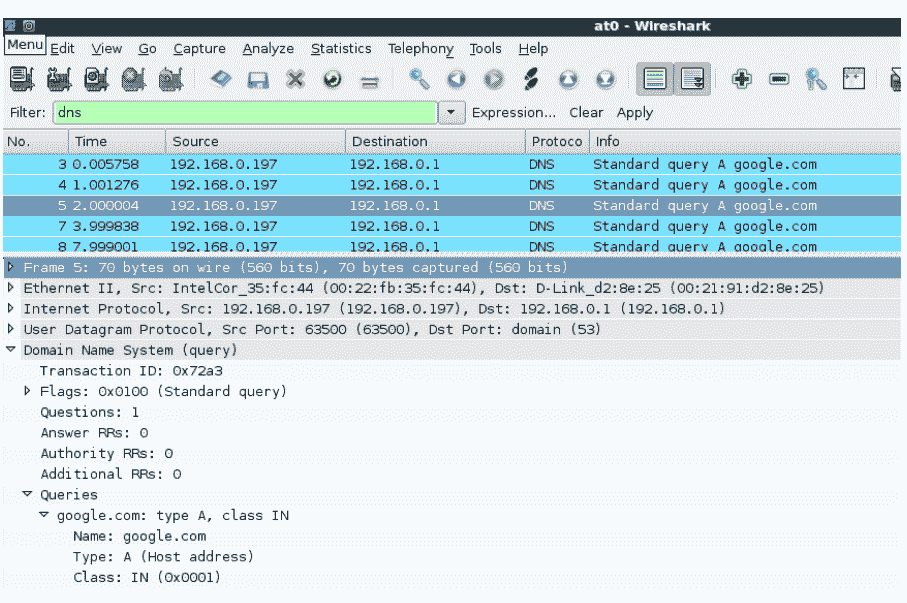 at0 - Wireshark
Menu Edit View Go Capture Analyze Statistics Telephony Tools Help
Filter: dns Expression... Clear Apply
No. Time Source Destination Protoco Info
3 0.005758 192.168.0.197 192.168.0.1 DNS Standard query A google.com
4 1.001276 192.168.0.197 192.168.0.1 DNS Standard query A google.com
5 2.000004 192.168.0.197 192.168.0.1 DNS Standard query A google.com
7 3.999838 192.168.0.197 192.168.0.1 DNS Standard query A google.com
8 7.999001 192.168.0.197 192.168.0.1 DNS Standard query A google.com
Frame 5: 70 bytes on wire (560 bits), 70 bytes captured (560 bits)
Ethernet II, Src: IntelCor_35:fc:44 (00:22:fb:35:fc:44), Dst: D-Link_d2:8e:25 (00:21:91:d2:8e:25)
Internet Protocol, Src: 192.168.0.197 (192.168.0.197), Dst: 192.168.0.1 (192.168.0.1)
User Datagram Protocol, Src Port: 63500 (63500), Dst Port: domain (53)
Domain Name System (query)
Transaction ID: 0x72a3
Flags: 0x0100 (Standard query)
Questions: 1
Answer RRs: 0
Authority RRs: 0
Additional RRs: 0
Queries
google.com: type A, class IN
Name: google.com
Type: A (Host address)
Class: IN (0x0001)